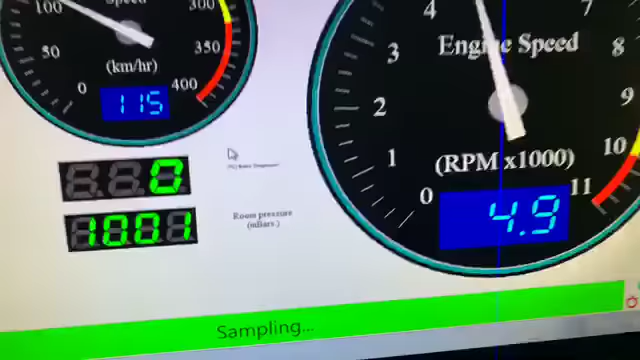 Speed
100
300
50
350
(km/hr)
0
400
115
4
7
Engine Speed
3
8
2
9
1
(RPM x1000)
10
0
11
4.9
0
1001
Room pressure
(mBars )
Sampling...